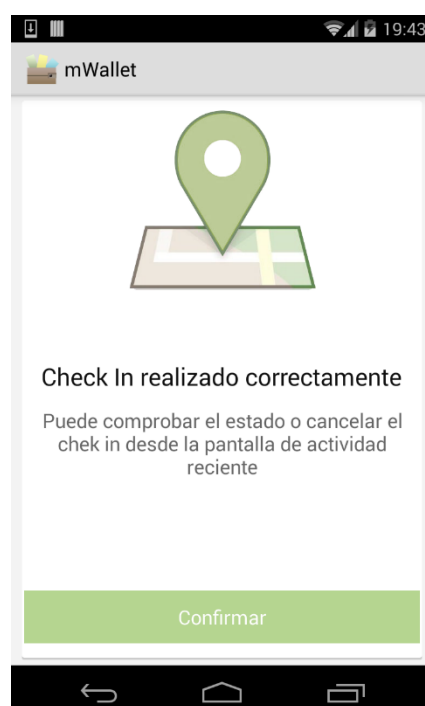 19:43
mWallet
Check In realizado correctamente
Puede comprobar el estado o cancelar el
chek in desde la pantalla de actividad
reciente
Confirmar